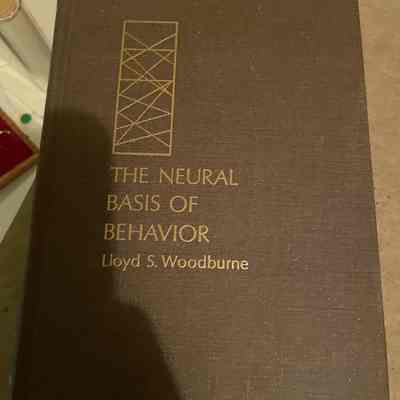 THE NEURAL
BASIS OF
BEHAVIOR
Lloyd S. Woodburne